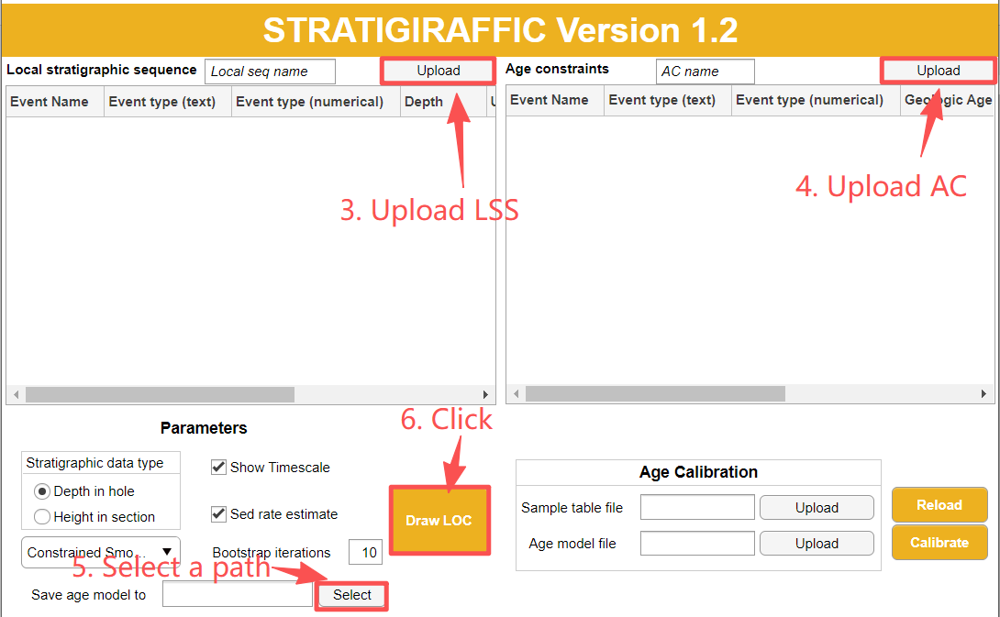 STRATIGIRAFFIC Version 1.2
Local stratigraphic sequence Local seq name Upload Age constraints AC name Upload
Event Name Event type (text) Event type (numerical) Depth Event Name Event type (text) Event type (numerical) Geologic Age
4. Upload AC
3. Upload LSS
6. Click
Parameters
Stratigraphic data type
Show Timescale
Age Calibration
Depth in hole
Height in section
Sed rate estimate
Draw LOC
Sample table file Upload
Reload
Constrained Smo...
Bootstrap iterations 10
Age model file Upload
Calibrate
5. Select a path
Save age model to Select